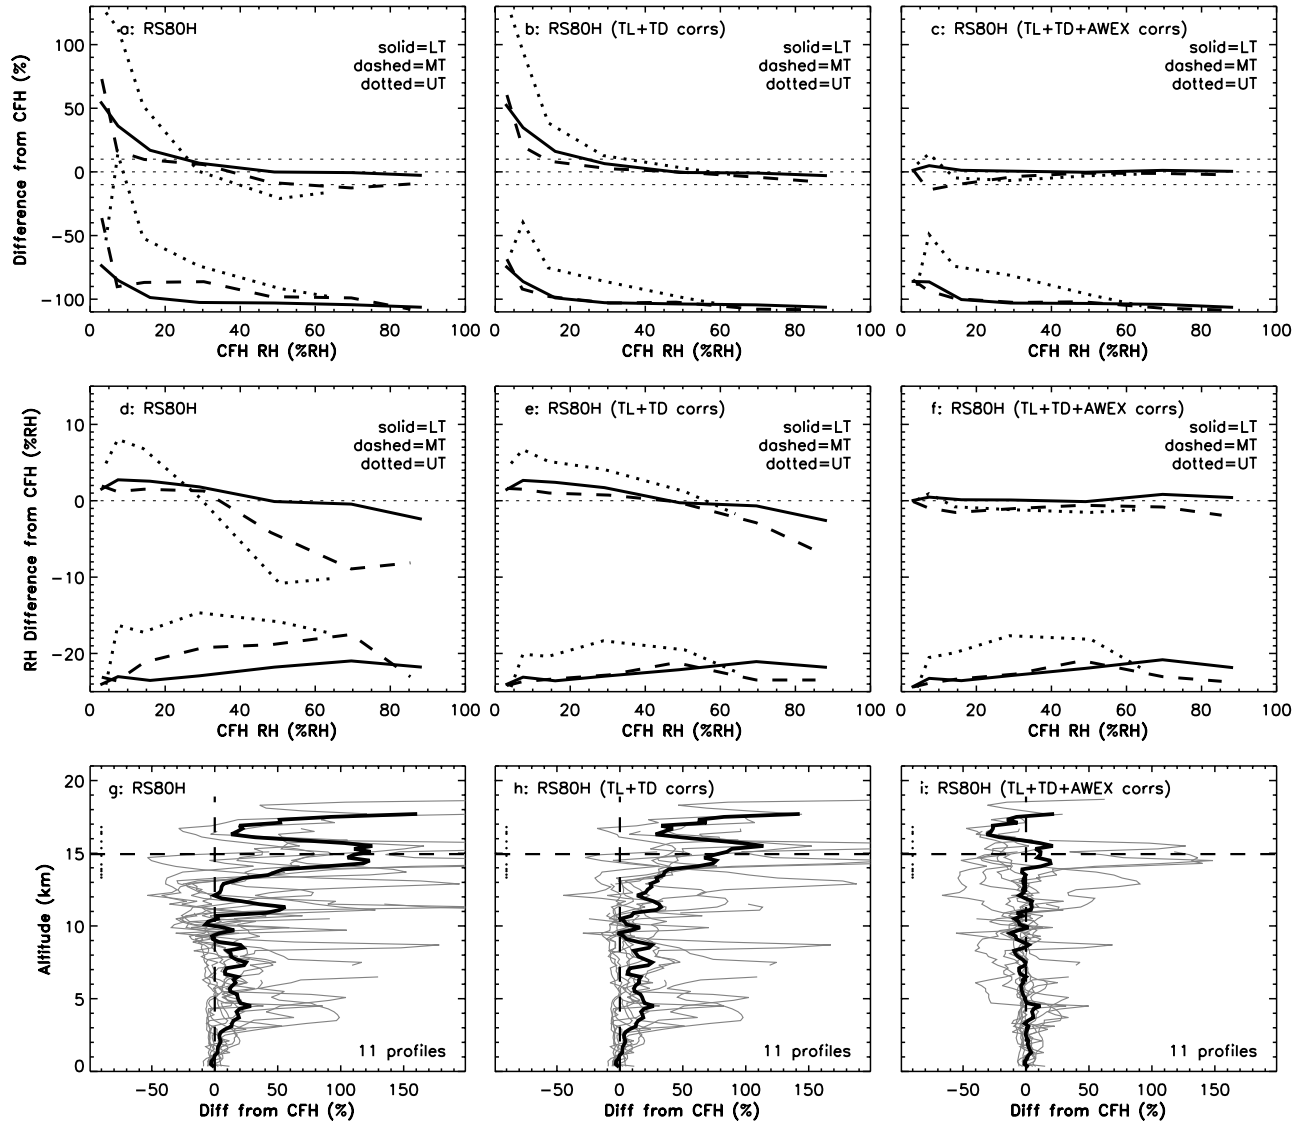 a: RS80H
solid=LT
dashed=MT
dotted=UT
Difference from CFH (%)
100
50
0
−50
−100
0 20 40 60 80 100
CFH RH (%RH)
b: RS80H (TL+TD corrs)
solid=LT
dashed=MT
dotted=UT
0 20 40 60 80 100
CFH RH (%RH)
c: RS80H (TL+TD+AWEX corrs)
solid=LT
dashed=MT
dotted=UT
0 20 40 60 80 100
CFH RH (%RH)
d: RS80H
solid=LT
dashed=MT
dotted=UT
RH Difference from CFH (%RH)
10
0
−10
−20
0 20 40 60 80 100
CFH RH (%RH)
e: RS80H (TL+TD corrs)
solid=LT
dashed=MT
dotted=UT
0 20 40 60 80 100
CFH RH (%RH)
f: RS80H (TL+TD+AWEX corrs)
solid=LT
dashed=MT
dotted=UT
0 20 40 60 80 100
CFH RH (%RH)
g: RS80H
Altitude (km)
20
15
10
5
0
11 profiles
−50 0 50 100 150
Diff from CFH (%)
h: RS80H (TL+TD corrs)
11 profiles
−50 0 50 100 150
Diff from CFH (%)
i: RS80H (TL+TD+AWEX corrs)
11 profiles
−50 0 50 100 150
Diff from CFH (%)